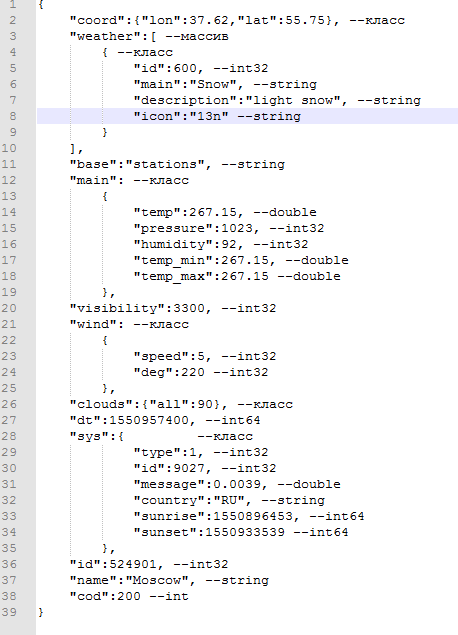 1 {
2 "coord":{"lon":37.62,"lat":55.75}, --класс
3 "weather":[ --массив
4 { --класс
5 "id":600, --int32
6 "main":"Snow", --string
7 "description":"light snow", --string
8 "icon":"13n" --string
9 }
10 ],
11 "base":"stations", --string
12 "main": --класс
13 {
14 "temp":267.15, --double
15 "pressure":1023, --int32
16 "humidity":92, --int32
17 "temp_min":267.15, --double
18 "temp_max":267.15 --double
19 },
20 "visibility":3300, --int32
21 "wind": --класс
22 {
23 "speed":5, --int32
24 "deg":220 --int32
25 },
26 "clouds":{"all":90}, --класс
27 "dt":1550957400, --int64
28 "sys":{ --класс
29 "type":1, --int32
30 "id":9027, --int32
31 "message":0.0039, --double
32 "country":"RU", --string
33 "sunrise":1550896453, --int64
34 "sunset":1550933539 --int64
35 },
36 "id":524901, --int32
37 "name":"Moscow", --string
38 "cod":200 --int
39 }